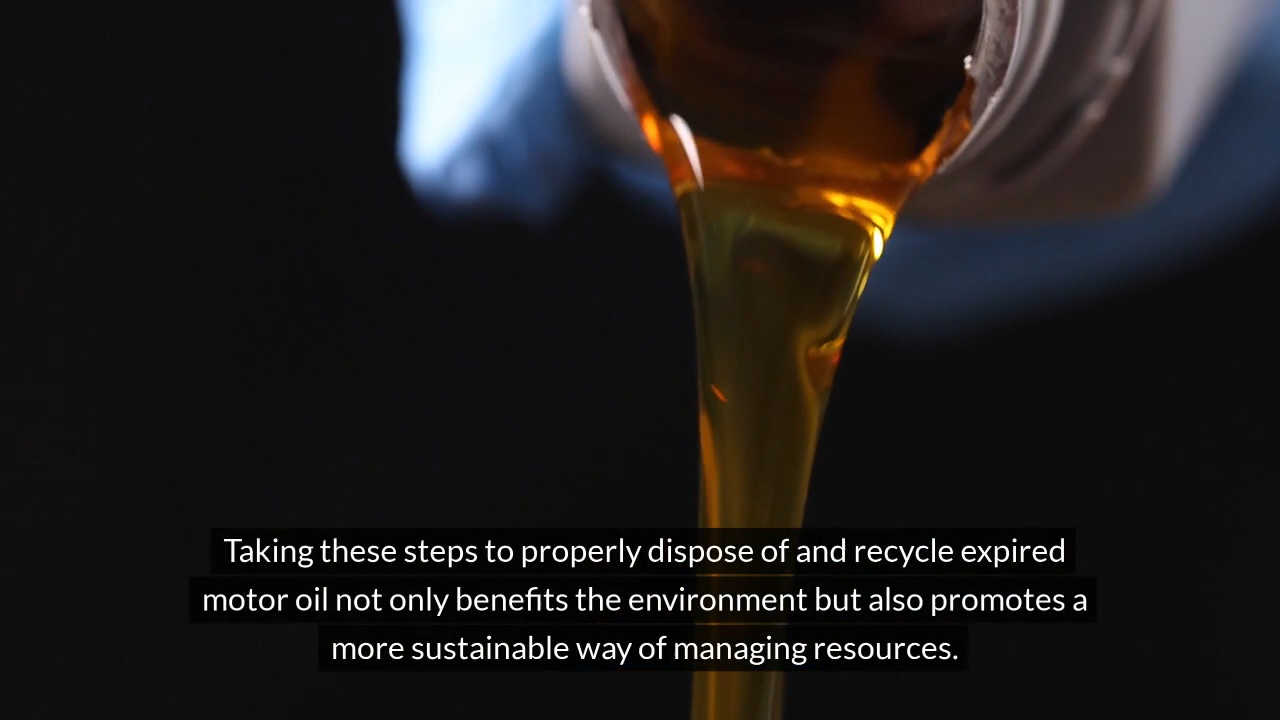 Taking these steps to properly dispose of and recycle expired
motor oil not only benefits the environment but also promotes a
more sustainable way of managing resources.